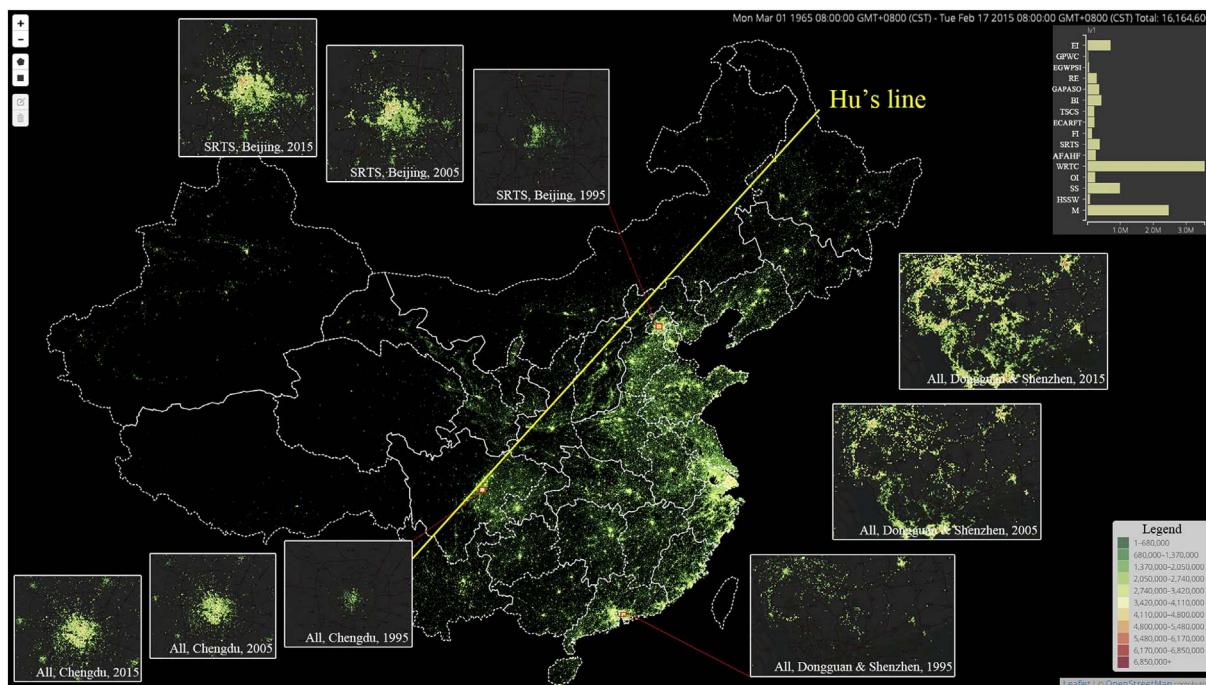 Mon Mar 01 1965 08:00:00 GMT+0800 (CST) - Tue Feb 17 2015 08:00:00 GMT+0800 (CST) Total: 16,164,60
+
−
lv1
EI
GPWC
EGWPSI
RE
GAPASO
BI
TSCS
ECARFT
FI
SRTS
AFAHF
WRTC
OI
SS
HSSW
M
1.0M 2.0M 3.0M
Hu's line
SRTS, Beijing, 2015
SRTS, Beijing, 2005
SRTS, Beijing, 1995
All, Dongguan & Shenzhen, 2015
All, Dongguan & Shenzhen, 2005
All, Dongguan & Shenzhen, 1995
All, Chengdu, 2015
All, Chengdu, 2005
All, Chengdu, 1995
Legend
1–680,000
680,000–1,370,000
1,370,000–2,050,000
2,050,000–2,740,000
2,740,000–3,420,000
3,420,000–4,110,000
4,110,000–4,800,000
4,800,000–5,480,000
5,480,000–6,170,000
6,170,000–6,850,000
6,850,000+
Leaflet | © OpenStreetMap